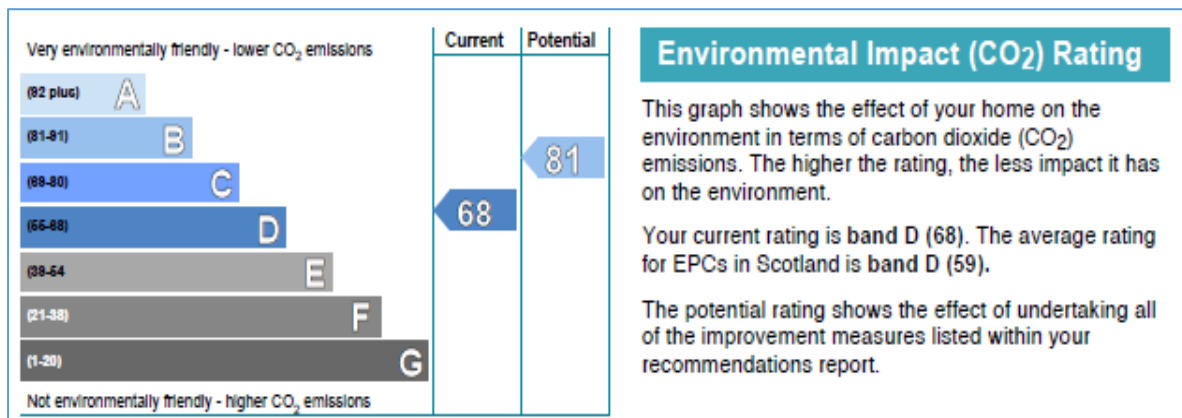 Very environmentally friendly - lower CO2 emissions
Current
Potential
(92 plus) A
(81-91) B
(69-80) C
(55-68) D
(39-54 E
(21-38) F
(1-20) G
68
81
Not environmentally friendly - higher CO2 emissions
Environmental Impact (CO2) Rating
This graph shows the effect of your home on the
environment in terms of carbon dioxide (CO2)
emissions. The higher the rating, the less impact it has
on the environment.
Your current rating is band D (68). The average rating
for EPCs in Scotland is band D (59).
The potential rating shows the effect of undertaking all
of the improvement measures listed within your
recommendations report.